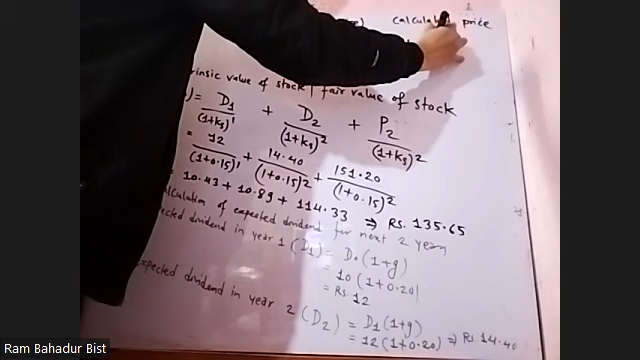 calculation price
insic value of stock | fair value of stock
)= D1/(1+ks)^1 + D2/(1+ks)^2 + P2/(1+ks)^2
= 12/(1+0.15)^1 + 14.40/(1+0.15)^2 + 151.20/(1+0.15)^2
= 10.43 + 10.89 + 114.33 ⇒ Rs. 135.65
alculation of expected dividend for next 2 years
pected dividend in year 1 (D1) = D0(1+g)
= 10(1+0.20)
= Rs. 12
xpected dividend in year 2 (D2) = D1(1+g)
= 12(1+0.20) ⇒ Rs. 14.40
Ram Bahadur Bist